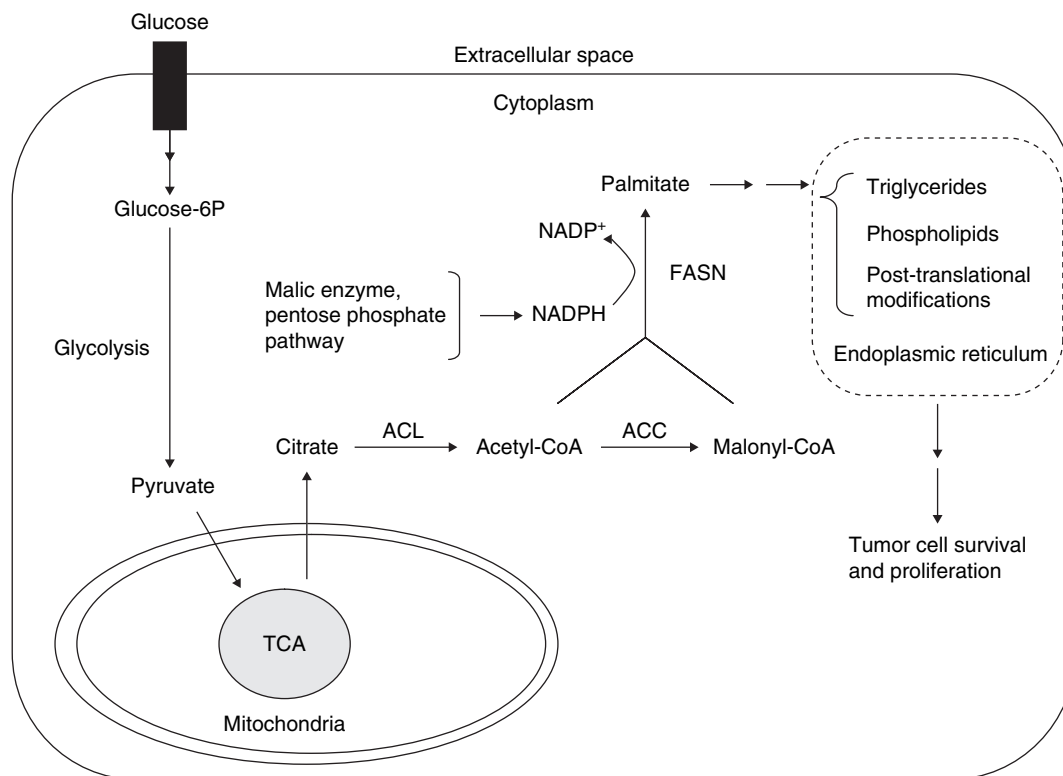 Glucose
Extracellular space
Cytoplasm
Glucose-6P
Glycolysis
Pyruvate
TCA
Mitochondria
Citrate
ACL
Acetyl-CoA
ACC
Malonyl-CoA
Malic enzyme,
pentose phosphate
pathway
NADPH
NADP+
FASN
Palmitate
Triglycerides
Phospholipids
Post-translational
modifications
Endoplasmic reticulum
Tumor cell survival
and proliferation